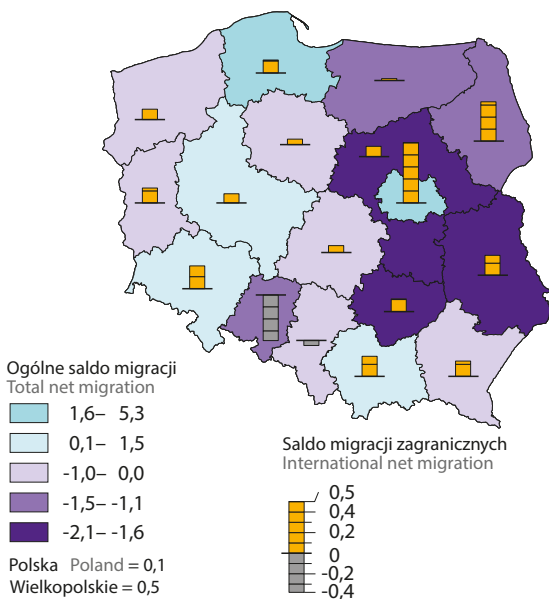 Ogólne saldo migracji
Total net migration
1,6– 5,3
0,1– 1,5
-1,0– 0,0
-1,5– -1,1
-2,1– -1,6
Polska Poland = 0,1
Wielkopolskie = 0,5
Saldo migracji zagranicznych
International net migration
0,5
0,4
0,2
0
-0,2
-0,4